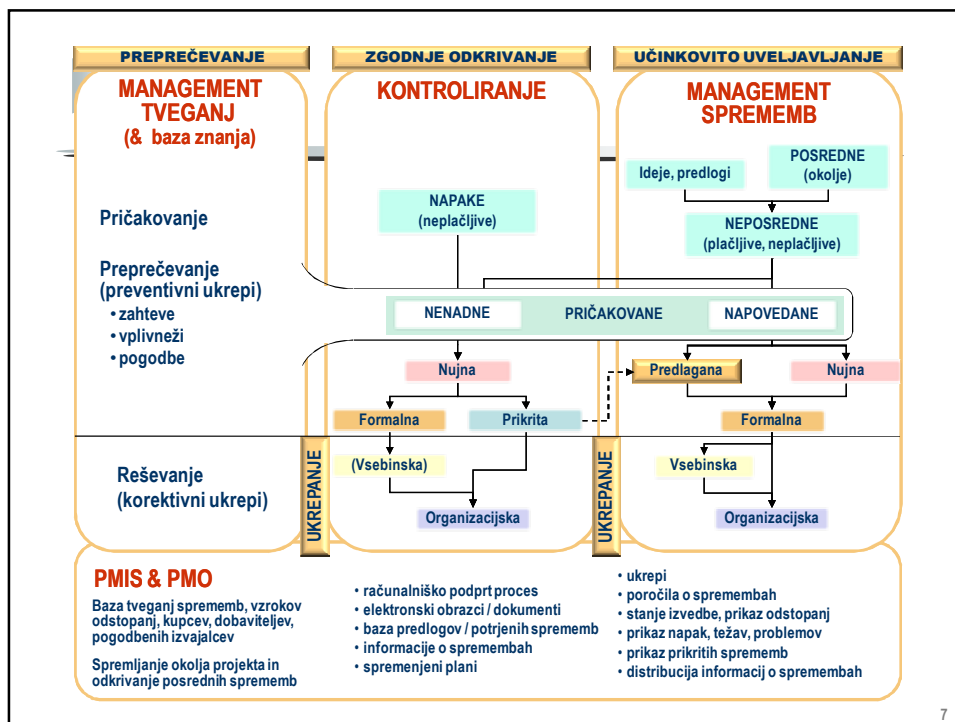 PREPREČEVANJE
MANAGEMENT
TVEGANJ
(& baza znanja)
Pričakovanje
Preprečevanje
(preventivni ukrepi)
• zahteve
• vplivneži
• pogodbe
Reševanje
(korektivni ukrepi)
ZGODNJE ODKRIVANJE
KONTROLIRANJE
NAPAKE
(neplačljive)
NENADNE
PRIČAKOVANE
NAPOVEDANE
Nujna
Formalna
Prikrita
(Vsebinska)
Organizacijska
UKREPANJE
UČINKOVITO UVELJAVLJANJE
MANAGEMENT
SPREMEMB
Ideje, predlogi
POSREDNE
(okolje)
NEPOSREDNE
(plačljive, neplačljive)
Predlagana
Nujna
Formalna
Vsebinska
Organizacijska
UKREPANJE
PMIS & PMO
Baza tveganj sprememb, vzrokov
odstopanj, kupcev, dobaviteljev,
pogodbenih izvajalcev
Spremljanje okolja projekta in
odkrivanje posrednih sprememb
• računalniško podprt proces
• elektronski obrazci / dokumenti
• baza predlogov / potrjenih sprememb
• informacije o spremembah
• spremenjeni plani
• ukrepi
• poročila o spremembah
• stanje izvedbe, prikaz odstopanj
• prikaz napak, težav, problemov
• prikaz prikritih sprememb
• distribucija informacij o spremembah
7